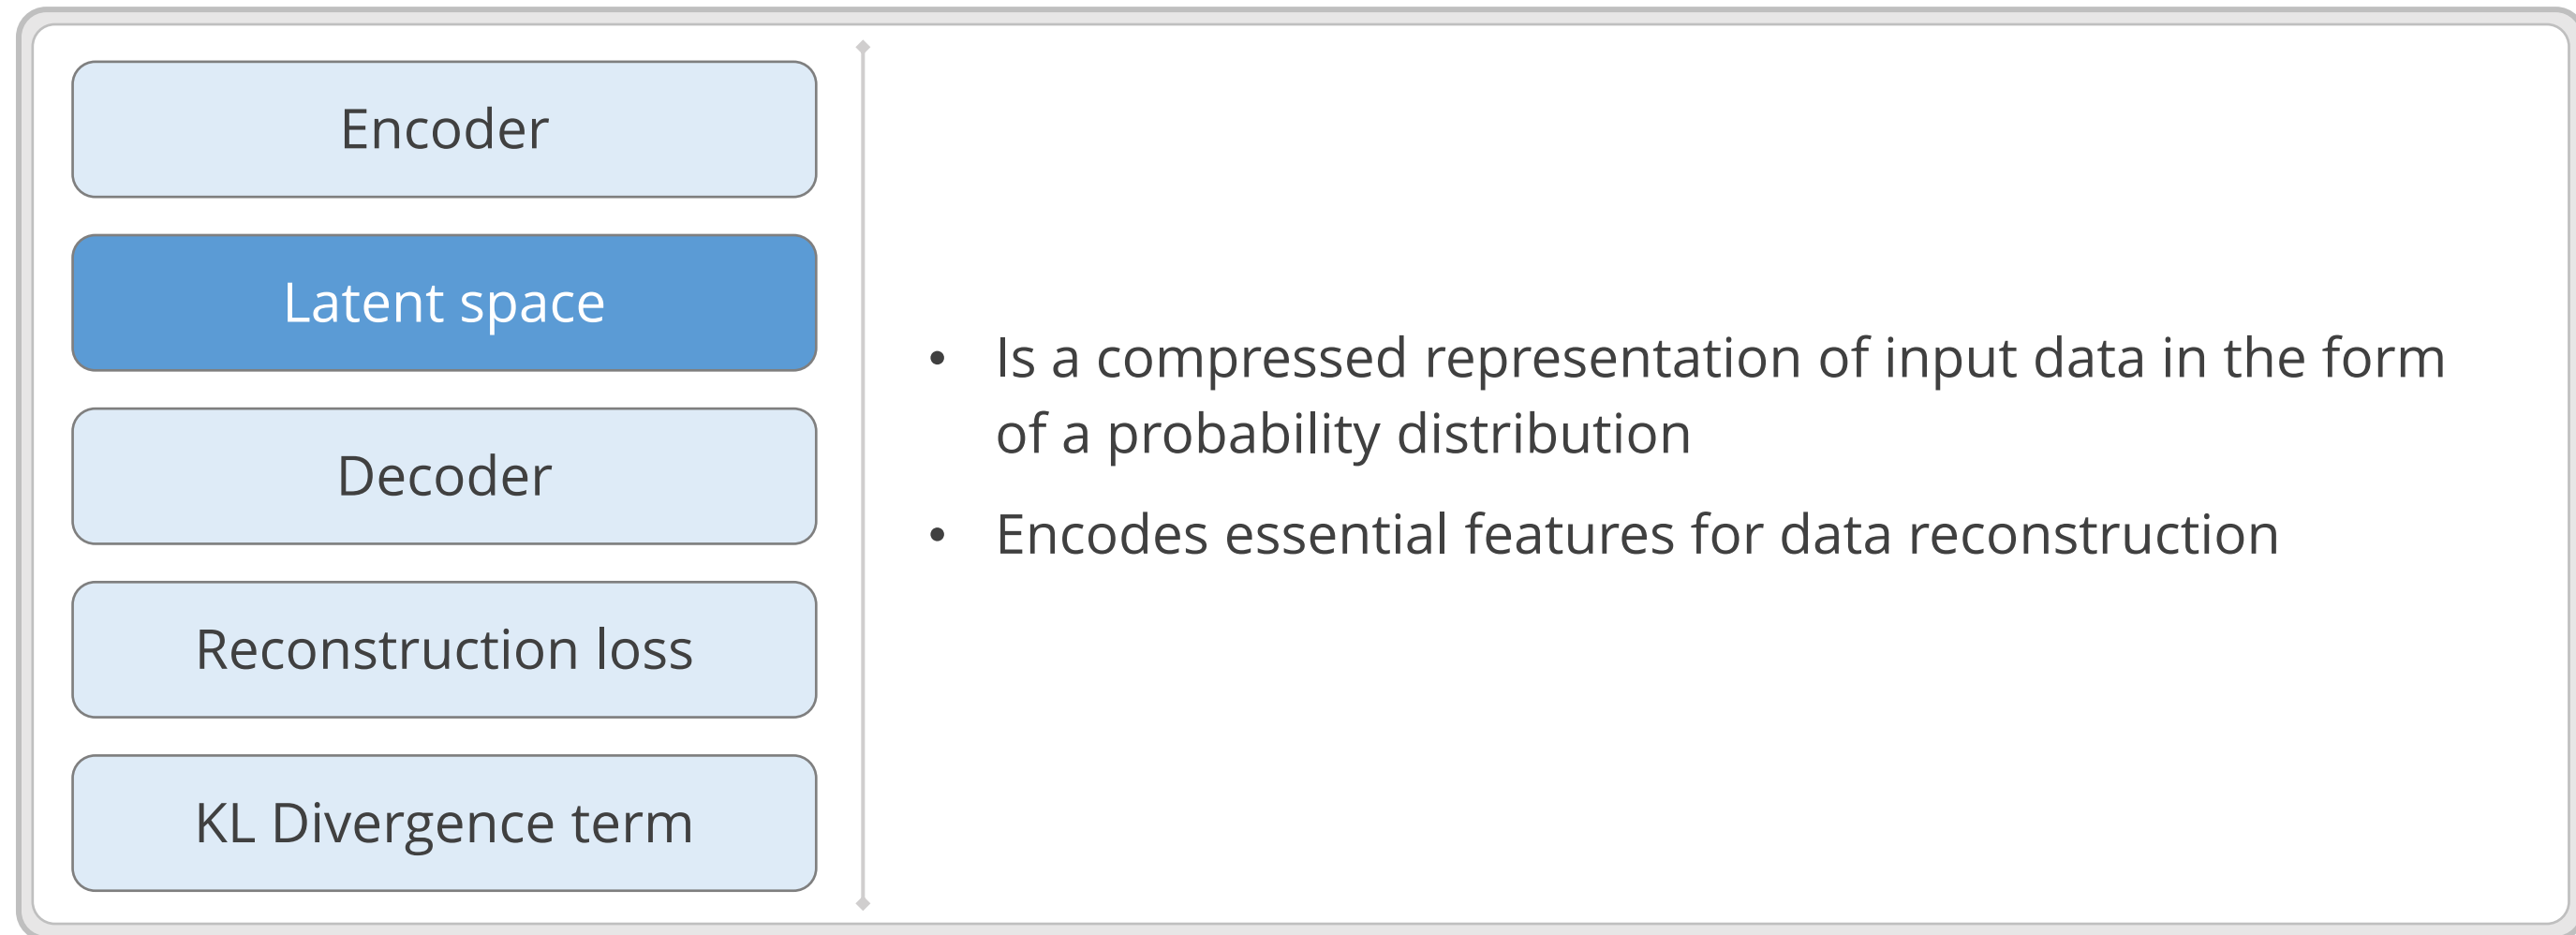 Encoder
Latent space
Decoder
Reconstruction loss
KL Divergence term
• Is a compressed representation of input data in the form
of a probability distribution
• Encodes essential features for data reconstruction